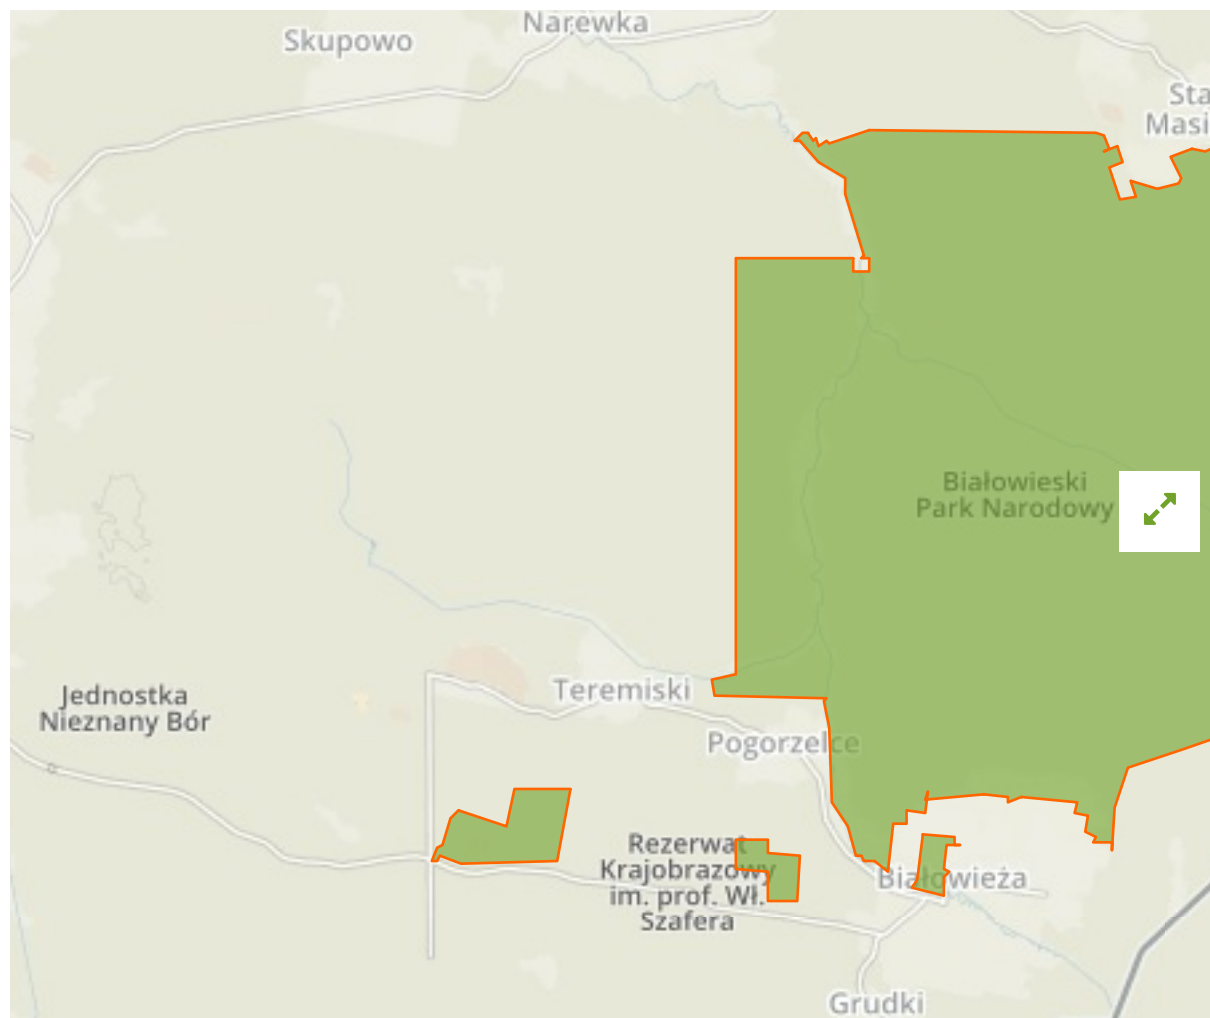 Narewka
Skupowo
Sta
Masi
Białowieski
Park Narodowy
Jednostka
Nieznany Bór
Teremiski
Pogorzelce
Rezerwat
Krajobrazowy
im. prof. Wł.
Szafera
Białowieża
Grudki